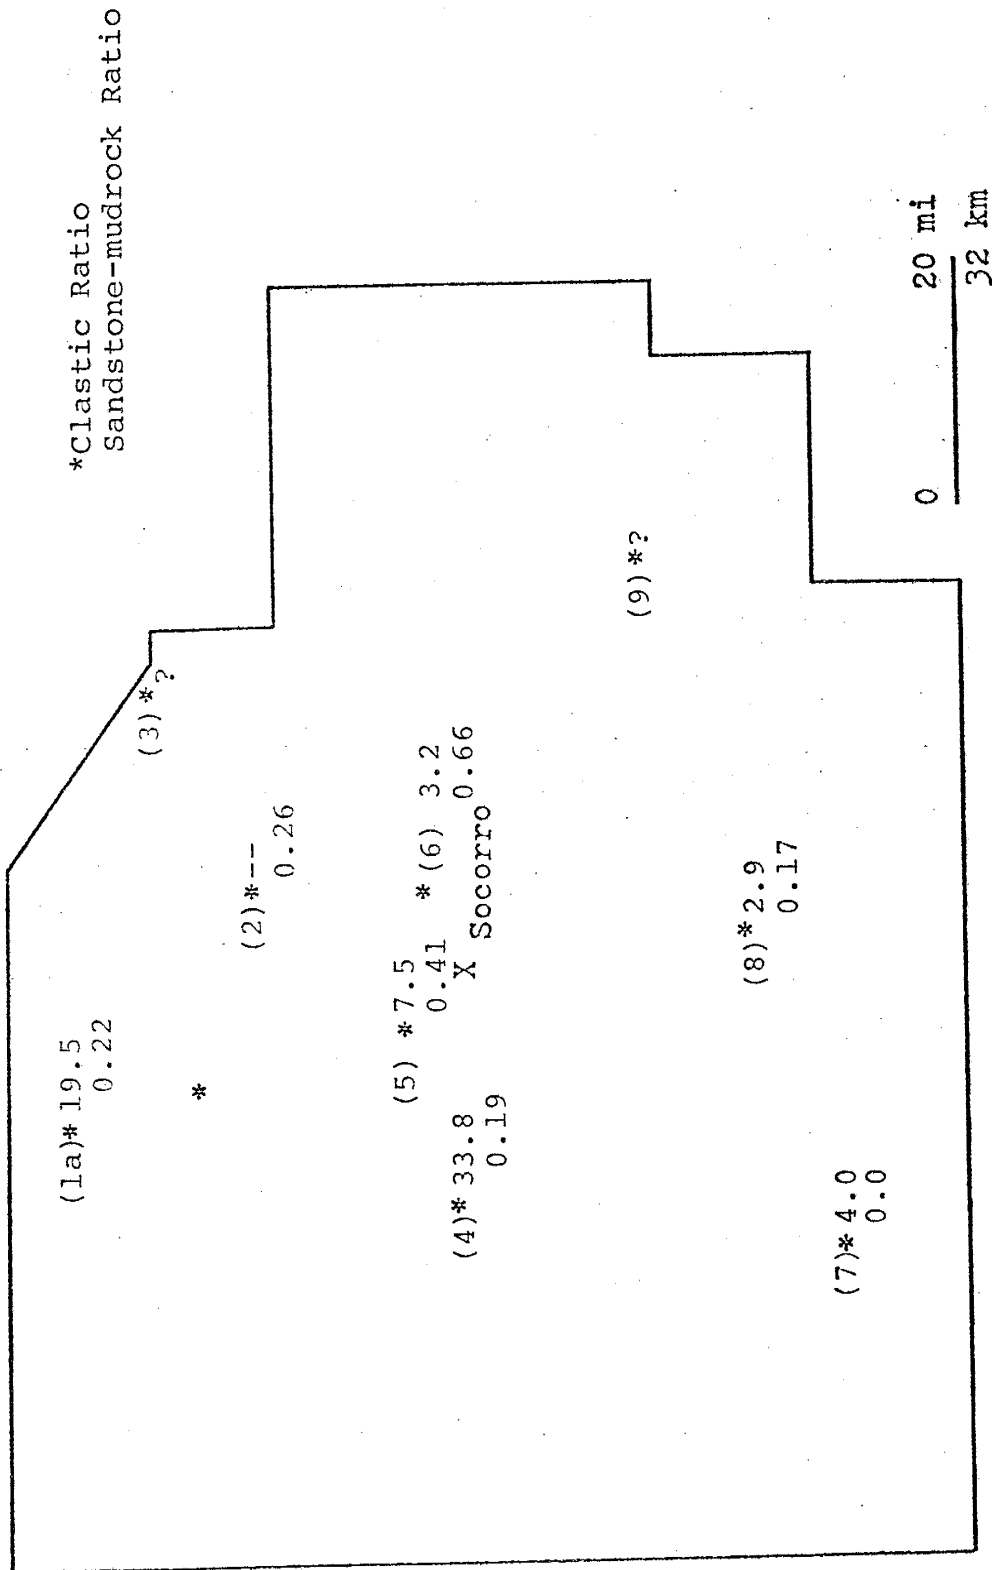 *Clastic Ratio
Sandstone-mudrock Ratio
(1a)* 19.5
0.22
*
(3)*?
(2)*--
0.26
(5) *7.5
0.41
*(6) 3.2
0.66
X
Socorro
(4)* 33.8
0.19
(9)*?
(8)*2.9
0.17
(7)*4.0
0.0
0 20 mi
32 km